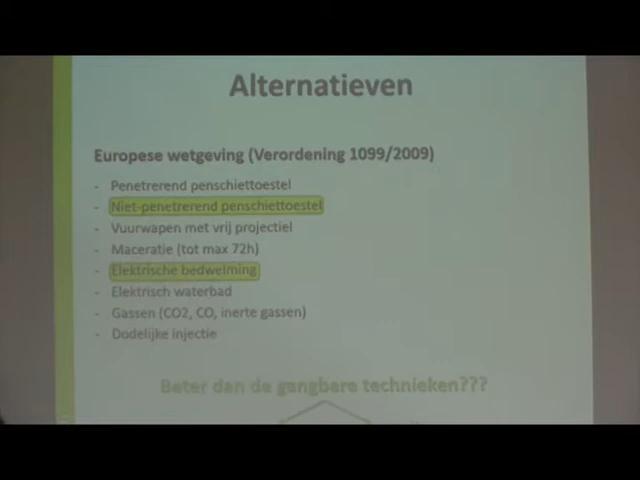 Alternatieven
Europese wetgeving (Verordening 1099/2009)
- Penetrerend penschiettoestel
- Niet-penetrerend penschiettoestel
- Vuurwapen met vrij projectiel
- Maceratie (tot max 72h)
- Elektrische bedwelming
- Elektrisch waterbad
- Gassen (CO2, CO, inerte gassen)
- Dodelijke injectie
Beter dan de gangbare technieken???